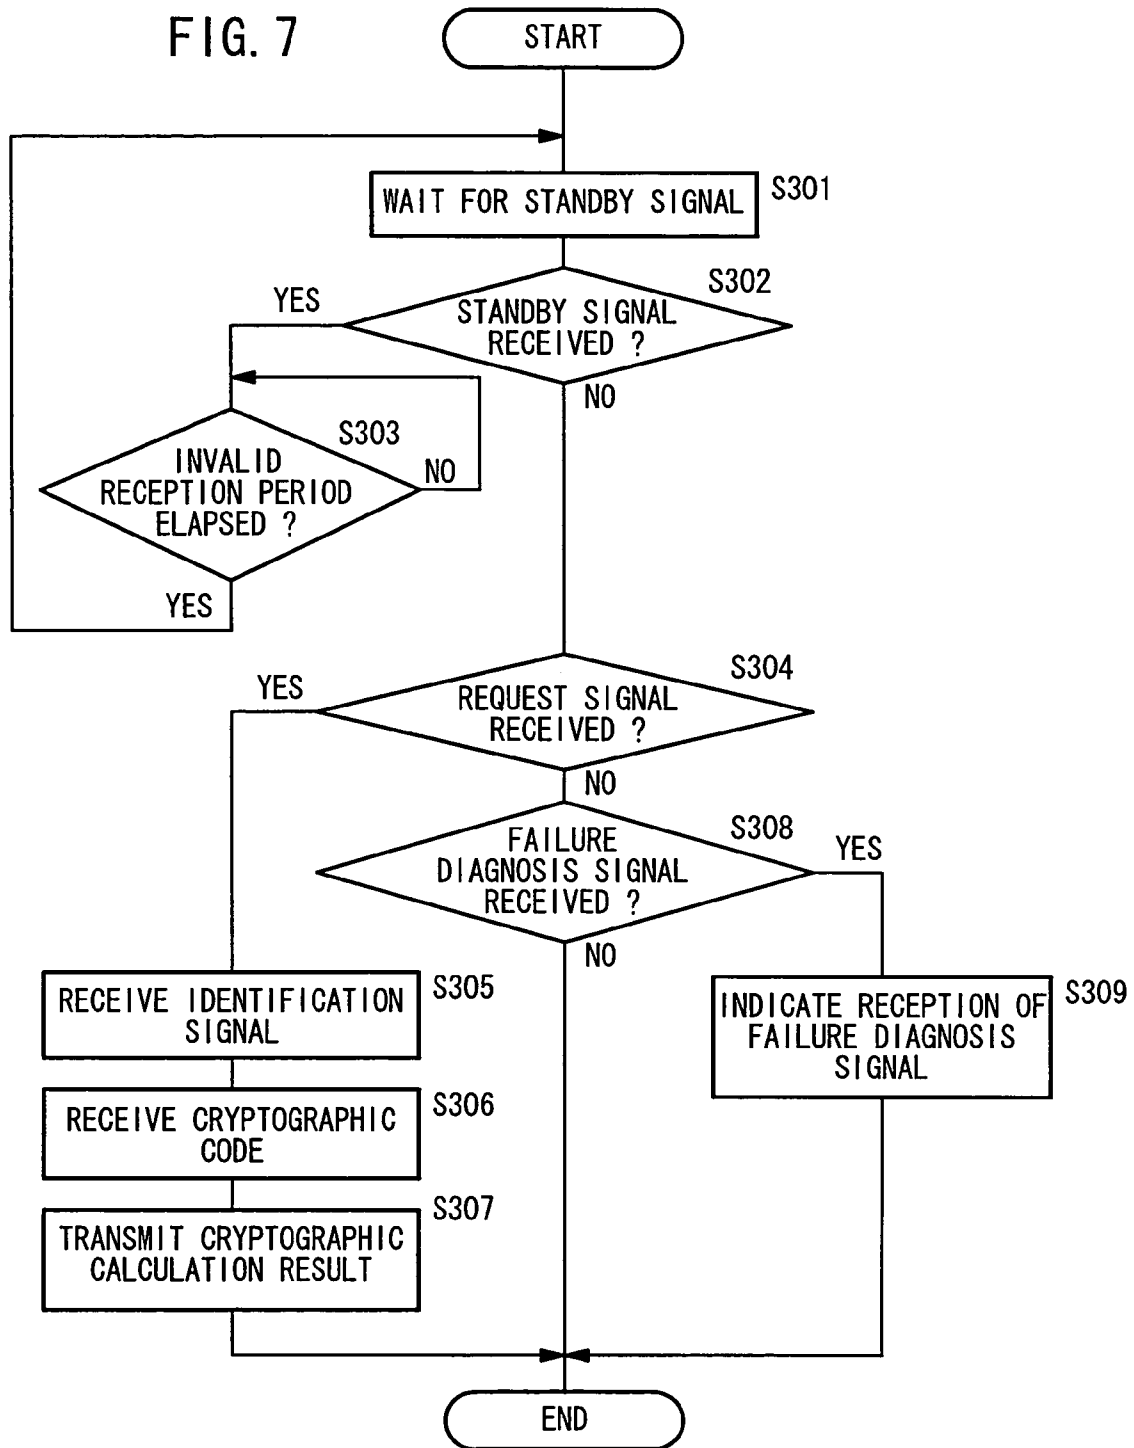 FIG. 7
START
WAIT FOR STANDBY SIGNAL
S301
S302
YES
STANDBY SIGNAL
RECEIVED ?
NO
S303
INVALID
RECEPTION PERIOD
ELAPSED ?
NO
YES
S304
YES
REQUEST SIGNAL
RECEIVED ?
NO
S308
FAILURE
DIAGNOSIS SIGNAL
RECEIVED ?
YES
NO
RECEIVE IDENTIFICATION
SIGNAL
S305
INDICATE RECEPTION OF
FAILURE DIAGNOSIS
SIGNAL
S309
RECEIVE CRYPTOGRAPHIC
CODE
S306
TRANSMIT CRYPTOGRAPHIC
CALCULATION RESULT
S307
END